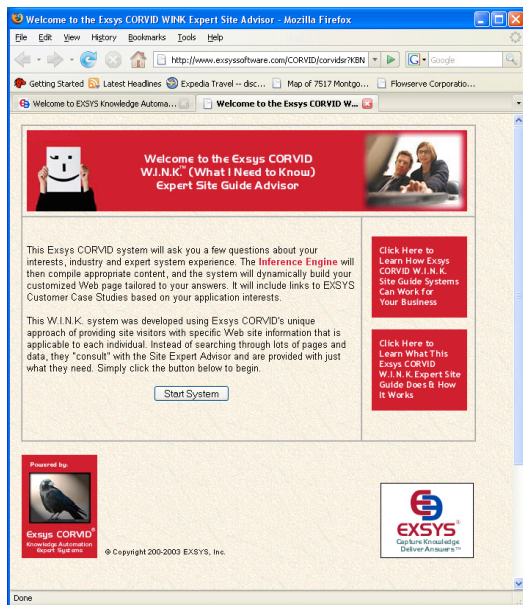 Welcome to the Exsys CORVID WINK Expert Site Advisor - Mozilla Firefox
File Edit View History Bookmarks Tools Help
http://www.exsyssoftware.com/CORVID/corvidsr?KBN
G Google
Getting Started Latest Headlines Expedia Travel -- disc... Map of 7517 Montgo... Flowserve Corporatio...
Welcome to EXSYS Knowledge Automa... Welcome to the Exsys CORVID W...
Welcome to the Exsys CORVID
W.I.N.K.™ (What I Need to Know)
Expert Site Guide Advisor
This Exsys CORVID system will ask you a few questions about your
interests, industry and expert system experience. The Inference Engine will
then compile appropriate content, and the system will dynamically build your
customized Web page tailored to your answers. It will include links to EXSYS
Customer Case Studies based on your application interests.
This W.I.N.K. system was developed using Exsys CORVID's unique
approach of providing site visitors with specific Web site information that is
applicable to each individual. Instead of searching through lots of pages and
data, they "consult" with the Site Expert Advisor and are provided with just
what they need. Simply click the button below to begin.
Start System
Click Here to
Learn How Exsys
CORVID W.I.N.K.
Site Guide Systems
Can Work for
Your Business
Click Here to
Learn What This
Exsys CORVID
W.I.N.K. Expert Site
Guide Does & How
It Works
Powered by:
Exsys CORVID®
Knowledge Automation
Expert Systems
© Copyright 200-2003 EXSYS, Inc.
EXSYS®
Capture Knowledge
Deliver Answers™
Done